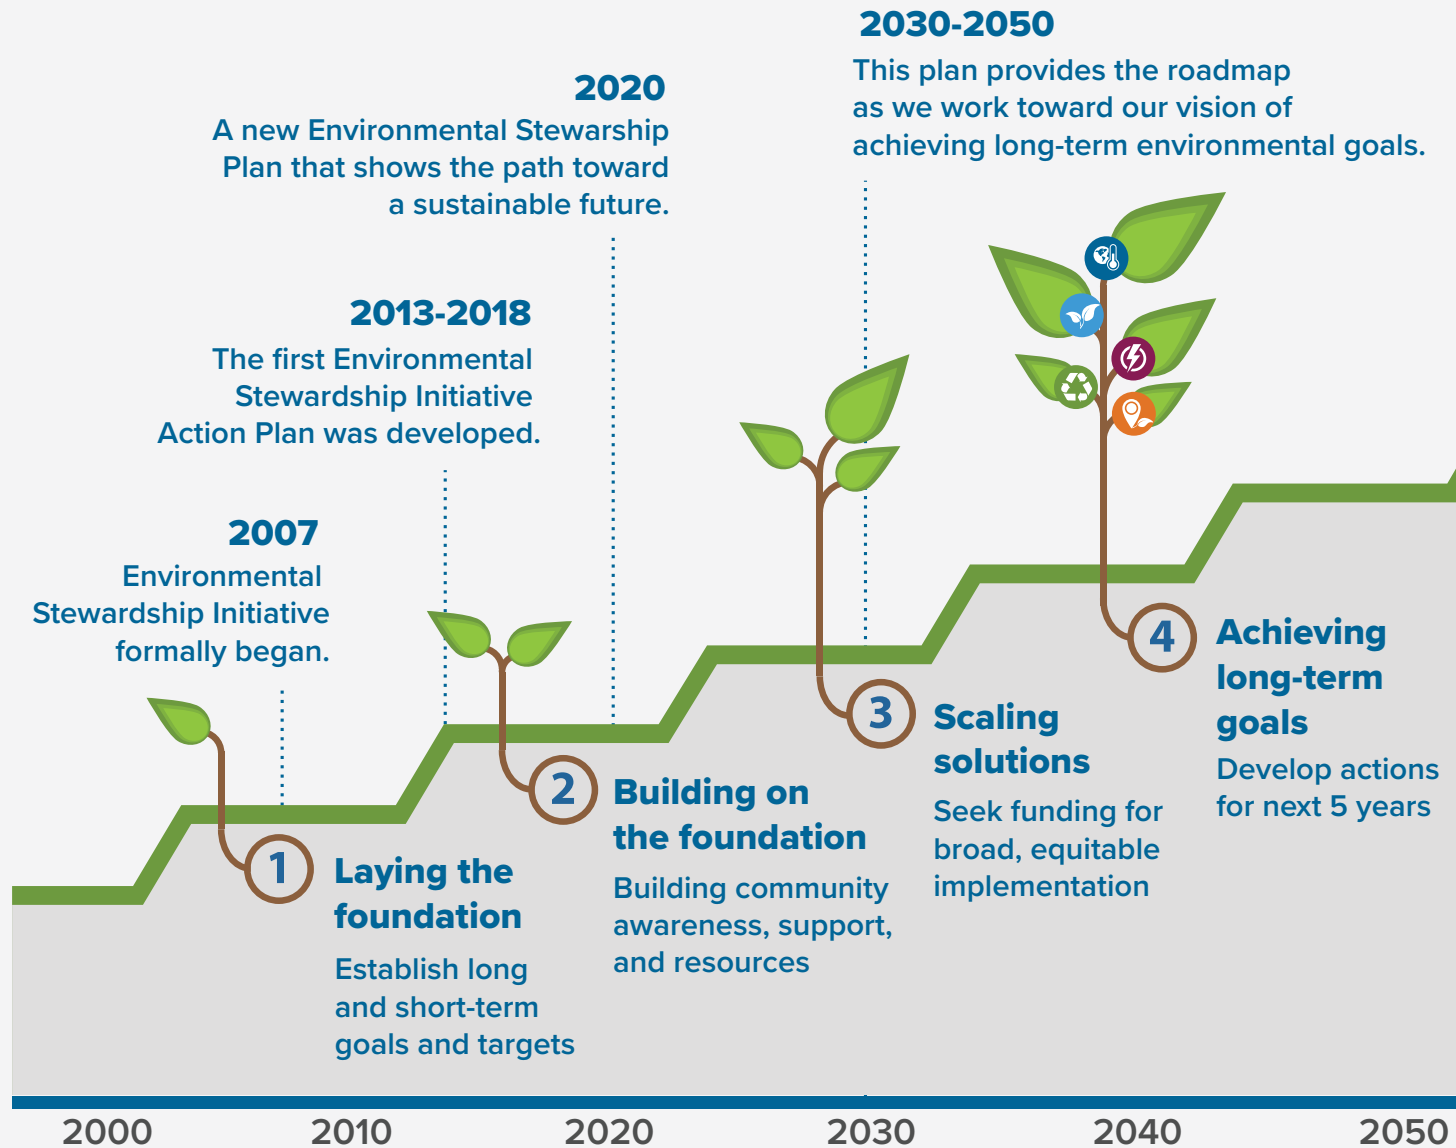 2030-2050
This plan provides the roadmap
as we work toward our vision of
achieving long-term environmental goals.
2020
A new Environmental Stewarship
Plan that shows the path toward
a sustainable future.
2013-2018
The first Environmental
Stewardship Initiative
Action Plan was developed.
2007
Environmental
Stewardship Initiative
formally began.
1
Laying the
foundation
Establish long
and short-term
goals and targets
2
Building on
the foundation
Building community
awareness, support,
and resources
3
Scaling
solutions
Seek funding for
broad, equitable
implementation
4
Achieving
long-term
goals
Develop actions
for next 5 years
2000 2010 2020 2030 2040 2050